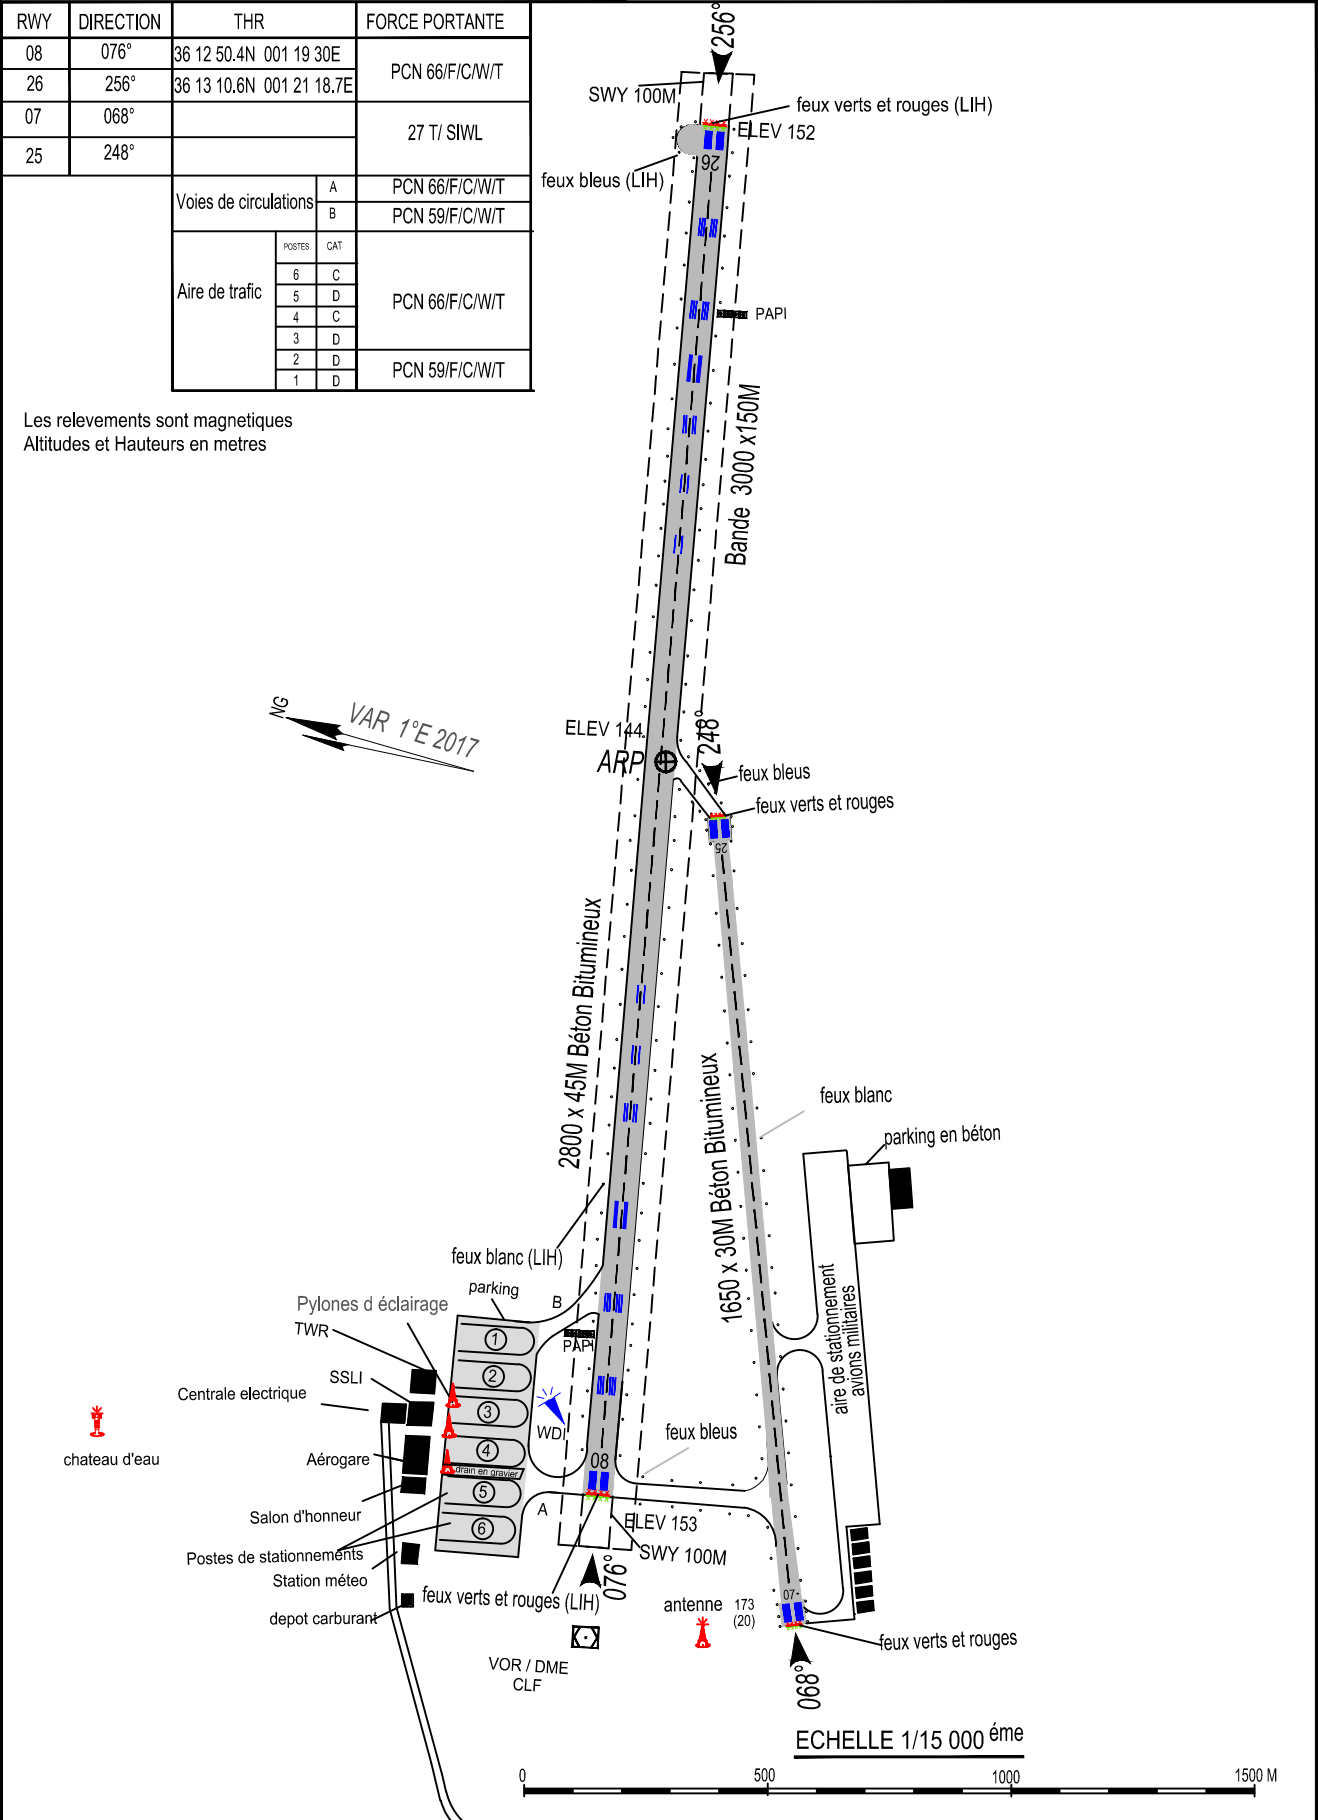 RWY DIRECTION THR FORCE PORTANTE
08 076° 36 12 50.4N 001 19 30E PCN 66/F/C/W/T
26 256° 36 13 10.6N 001 21 18.7E
07 068° 27 T/ SIWL
25 248°
Voies de circulations A PCN 66/F/C/W/T
B PCN 59/F/C/W/T
Aire de trafic POSTES CAT
6 C PCN 66/F/C/W/T
5 D
4 C
3 D
2 D PCN 59/F/C/W/T
1 D
Les relevements sont magnetiques
Altitudes et Hauteurs en metres
256°
SWY 100M
feux verts et rouges (LIH)
ELEV 152
26
feux bleus (LIH)
PAPI
Bande 3000 x150M
NG
VAR 1°E 2017
ELEV 144
ARP
248°
feux bleus
feux verts et rouges
25
2800 x 45M Béton Bitumineux
1650 x 30M Béton Bitumineux
feux blanc
parking en béton
aire de stationnement
avions militaires
feux blanc (LIH)
parking
B
Pylones d éclairage
TWR
PAPI
1
2
3
4
drain en gravier
5
6
SSLI
Centrale electrique
WDI
feux bleus
chateau d'eau
Aérogare
08
Salon d'honneur
A
ELEV 153
Postes de stationnements
SWY 100M
Station méteo
076°
feux verts et rouges (LIH)
depot carburant
antenne 173
(20)
07
feux verts et rouges
VOR / DME
CLF
068°
ECHELLE 1/15 000 éme
0 500 1000 1500 M